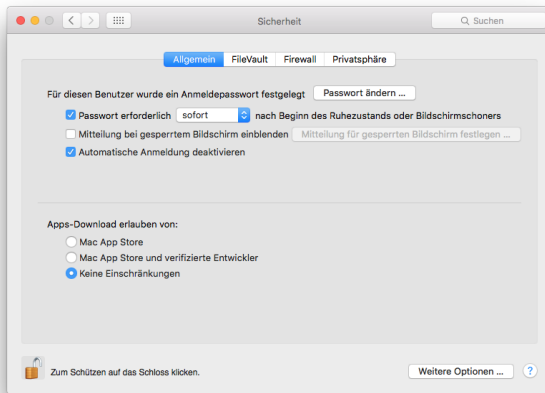 Sicherheit
Suchen
Allgemein FileVault Firewall Privatsphäre
Für diesen Benutzer wurde ein Anmeldepasswort festgelegt Passwort ändern ...
Passwort erforderlich sofort nach Beginn des Ruhezustands oder Bildschirmschoners
Mitteilung bei gesperrtem Bildschirm einblenden Mitteilung für gesperrten Bildschirm festlegen ...
Automatische Anmeldung deaktivieren
Apps-Download erlauben von:
Mac App Store
Mac App Store und verifizierte Entwickler
Keine Einschränkungen
Zum Schützen auf das Schloss klicken.
Weitere Optionen ... ?